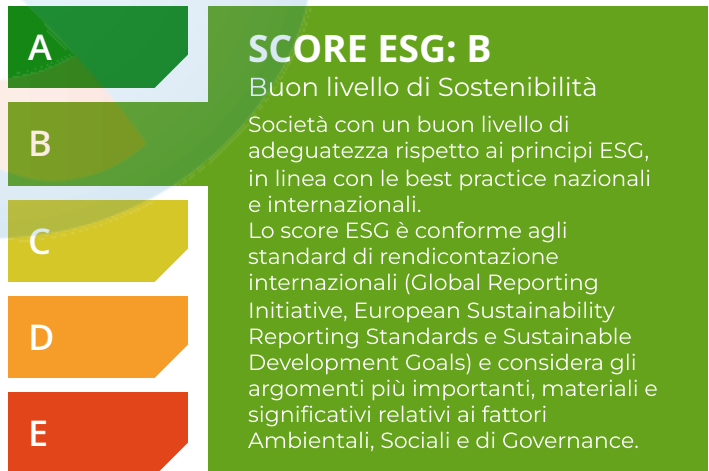 A
B
C
D
E
SCORE ESG: B
Buon livello di Sostenibilità
Società con un buon livello di
adeguatezza rispetto ai principi ESG,
in linea con le best practice nazionali
e internazionali.
Lo score ESG è conforme agli
standard di rendicontazione
internazionali (Global Reporting
Initiative, European Sustainability
Reporting Standards e Sustainable
Development Goals) e considera gli
argomenti più importanti, materiali e
significativi relativi ai fattori
Ambientali, Sociali e di Governance.